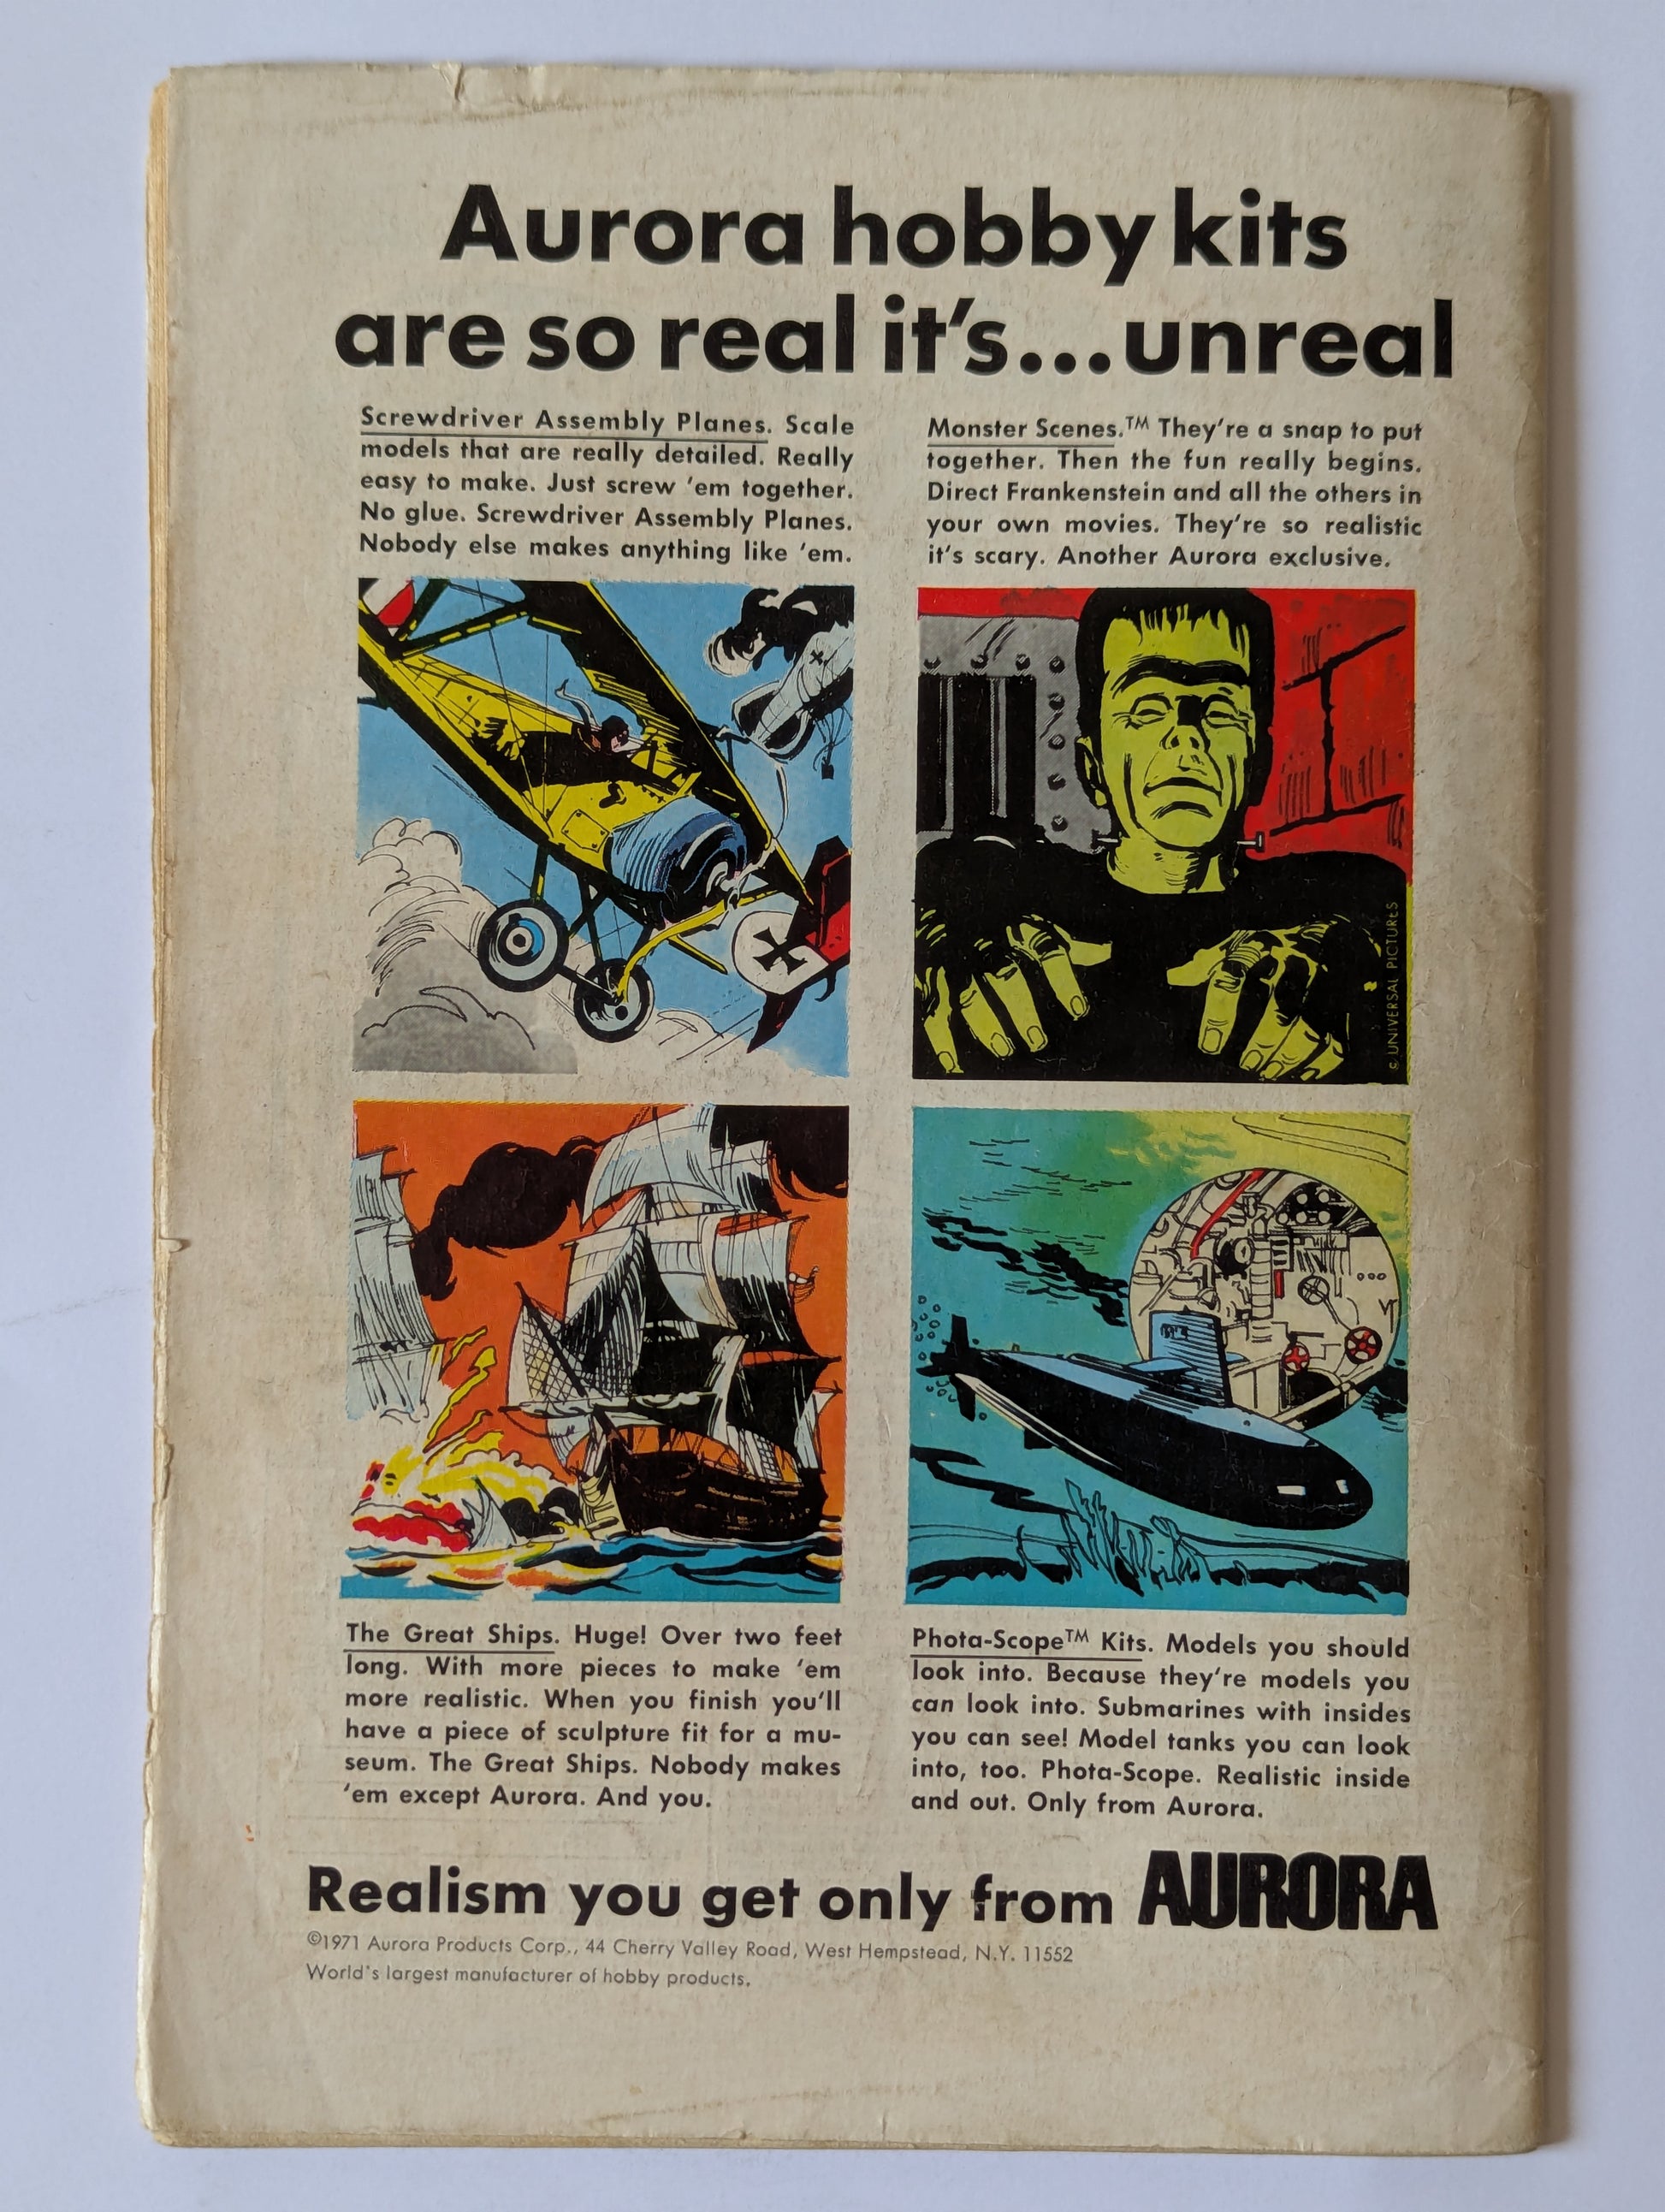 Aurora hobby kits
are so real it's...unreal
Screwdriver Assembly Planes. Scale
models that are really detailed. Really
easy to make. Just screw 'em together.
No glue. Screwdriver Assembly Planes.
Nobody else makes anything like 'em.
Monster Scenes.™ They're a snap to put
together. Then the fun really begins.
Direct Frankenstein and all the others in
your own movies. They're so realistic
it's scary. Another Aurora exclusive.
© UNIVERSAL PICTURES
The Great Ships. Huge! Over two feet
long. With more pieces to make 'em
more realistic. When you finish you'll
have a piece of sculpture fit for a mu-
seum. The Great Ships. Nobody makes
'em except Aurora. And you.
Phota-Scope™ Kits. Models you should
look into. Because they're models you
can look into. Submarines with insides
you can see! Model tanks you can look
into, too. Phota-Scope. Realistic inside
and out. Only from Aurora.
Realism you get only from AURORA
©1971 Aurora Products Corp., 44 Cherry Valley Road, West Hempstead, N.Y. 11552
World's largest manufacturer of hobby products.